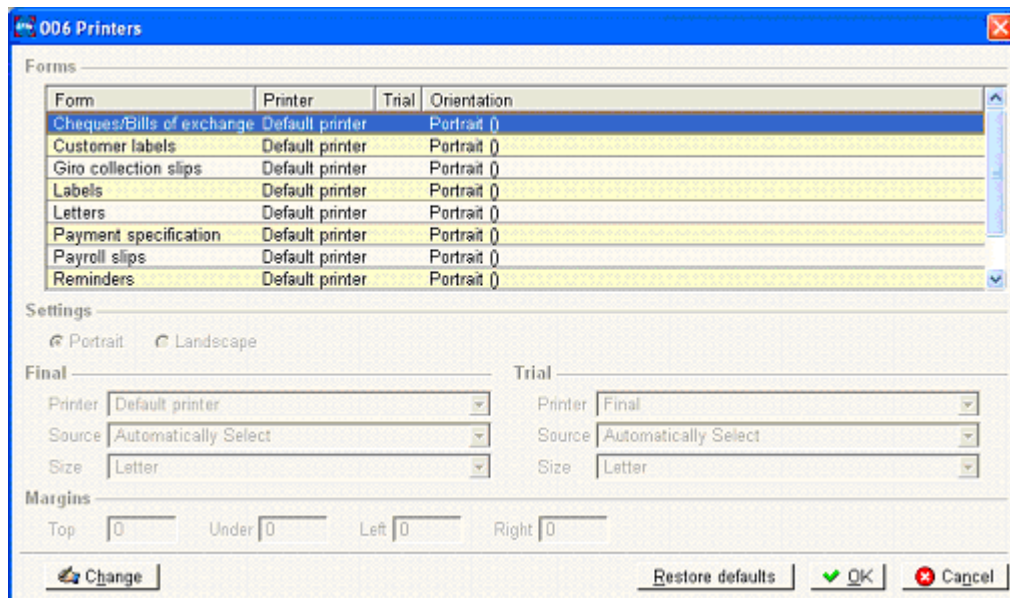 006 Printers
Forms
Form Printer Trial Orientation
Cheques/Bills of exchange Default printer Portrait ()
Customer labels Default printer Portrait ()
Giro collection slips Default printer Portrait ()
Labels Default printer Portrait ()
Letters Default printer Portrait ()
Payment specification Default printer Portrait ()
Payroll slips Default printer Portrait ()
Reminders Default printer Portrait ()
Settings
Portrait Landscape
Final Trial
Printer Default printer Printer Final
Source Automatically Select Source Automatically Select
Size Letter Size Letter
Margins
Top 0 Under 0 Left 0 Right 0
Change Restore defaults OK Cancel